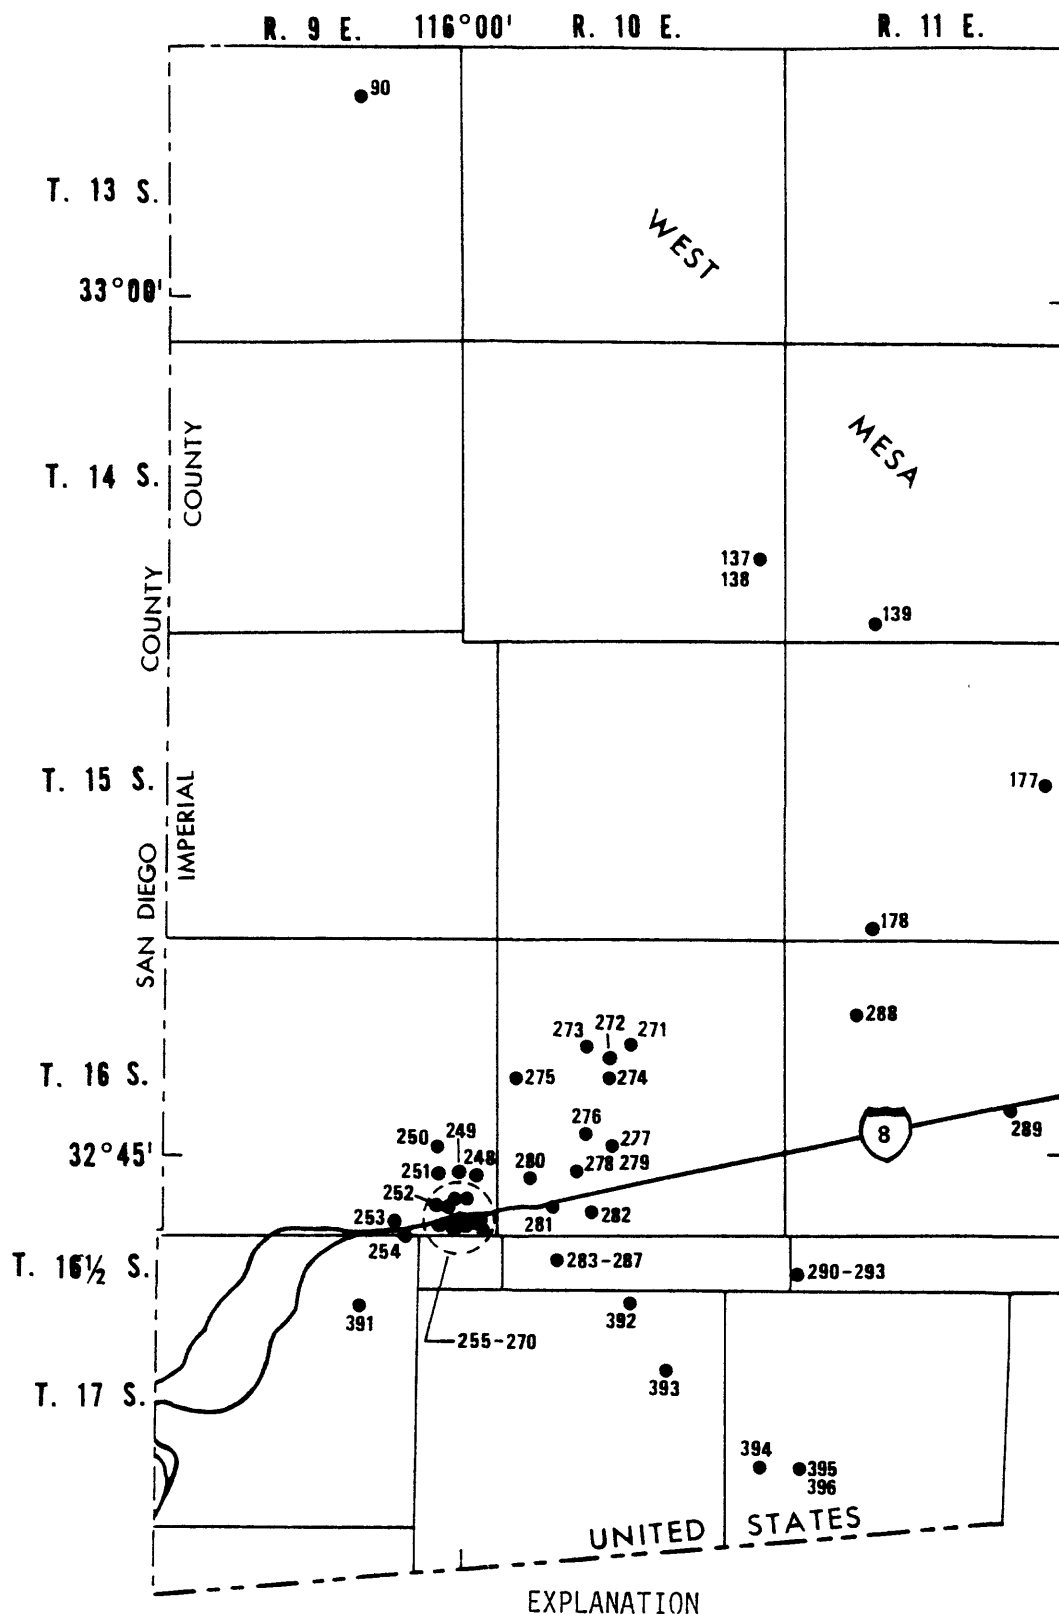 R. 9 E. 116°00' R. 10 E. R. 11 E.
90
T. 13 S.
WEST
33°00'
MESA
T. 14 S.
COUNTY
137
138
COUNTY
139
T. 15 S.
IMPERIAL
177
SAN DIEGO
178
288
273 272 271
T. 16 S.
275 274
276
8
289
249
250 277
32°45'
248
251 280 278 279
252
253 281 282
254
T. 16½ S.
283-287
290-293
391 392
255-270
T. 17 S.
393
394 395
396
UNITED STATES
EXPLANATION